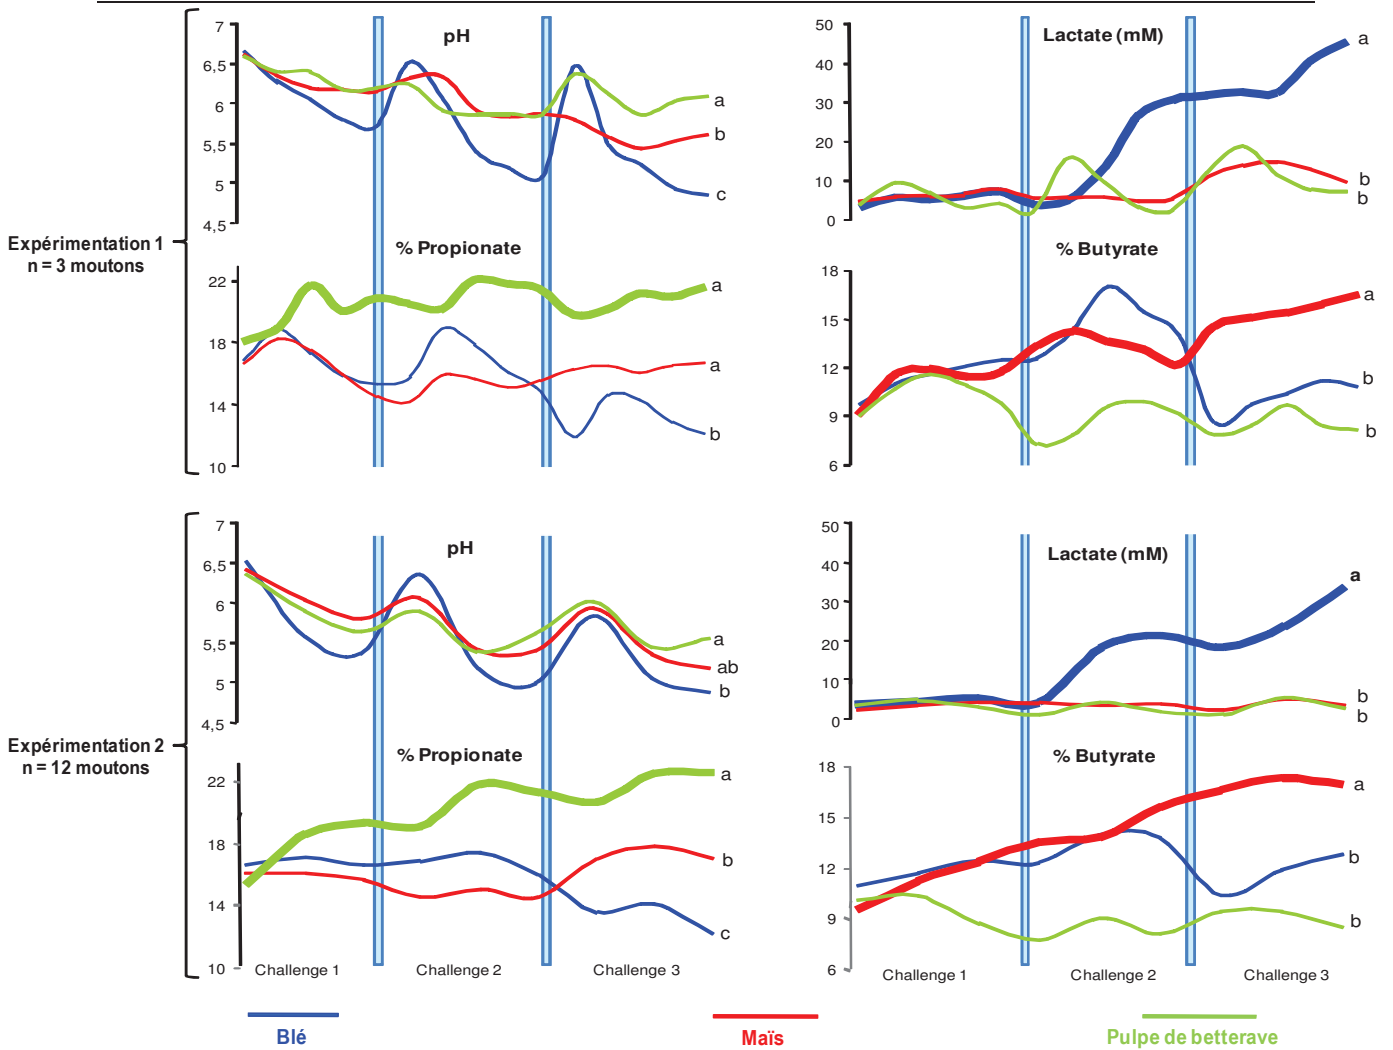 Expérimentation 1
n = 3 moutons
pH
7
6,5
6
5,5
5
4,5
a
b
c
Lactate (mM)
50
40
30
20
10
0
a
b
b
% Propionate
22
18
14
10
a
a
b
% Butyrate
18
15
12
9
6
a
b
b
Expérimentation 2
n = 12 moutons
pH
7
6,5
6
5,5
5
4,5
a
ab
b
Lactate (mM)
50
40
30
20
10
0
a
b
b
% Propionate
22
18
14
10
a
b
c
Challenge 1 Challenge 2 Challenge 3
% Butyrate
18
15
12
9
6
a
b
b
Challenge 1 Challenge 2 Challenge 3
Blé Maïs Pulpe de betterave